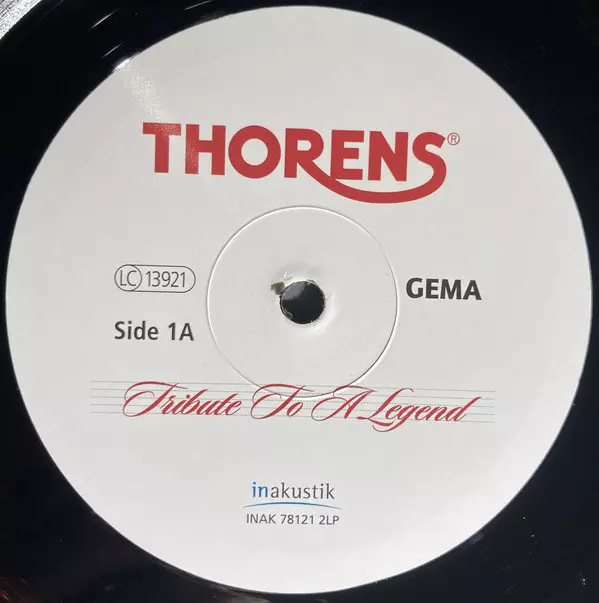 THORENS®
LC 13921
GEMA
Side 1A
Tribute To A Legend
inakustik
INAK 78121 2LP